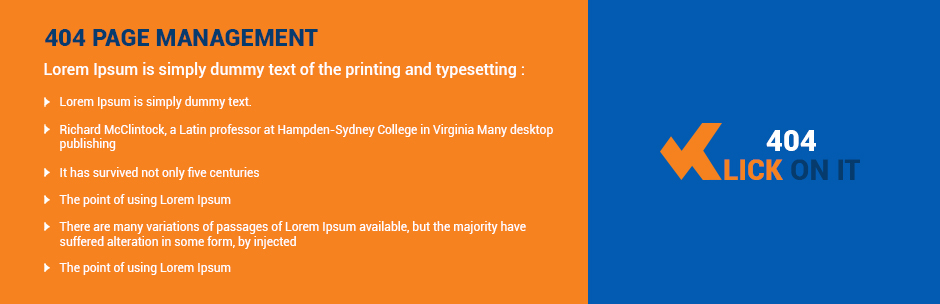 404 PAGE MANAGEMENT
Lorem Ipsum is simply dummy text of the printing and typesetting :
Lorem Ipsum is simply dummy text.
Richard McClintock, a Latin professor at Hampden-Sydney College in Virginia Many desktop
publishing
It has survived not only five centuries
The point of using Lorem Ipsum
There are many variations of passages of Lorem Ipsum available, but the majority have
suffered alteration in some form, by injected
The point of using Lorem Ipsum
404
LICK ON IT